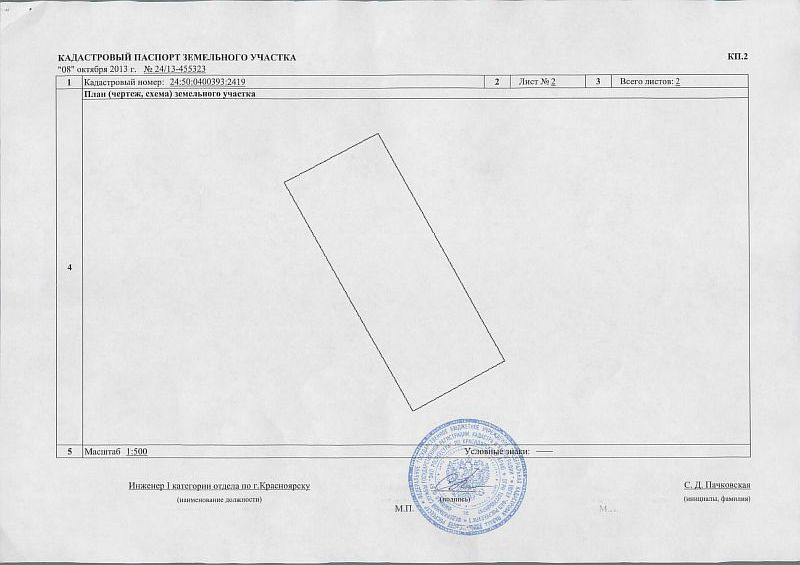 КАДАСТРОВЫЙ ПАСПОРТ ЗЕМЕЛЬНОГО УЧАСТКА
КП.2
"08" октября 2013 г. № 24/13-455323
1 Кадастровый номер: 24:50:0400393:2419 2 Лист № 2 3 Всего листов: 2
План (чертеж, схема) земельного участка
4
5 Масштаб 1:500 Условные знаки:
Инженер I категории отдела по г.Красноярску С. Д. Пачковская
(наименование должности) (подпись) (инициалы, фамилия)
М.П.